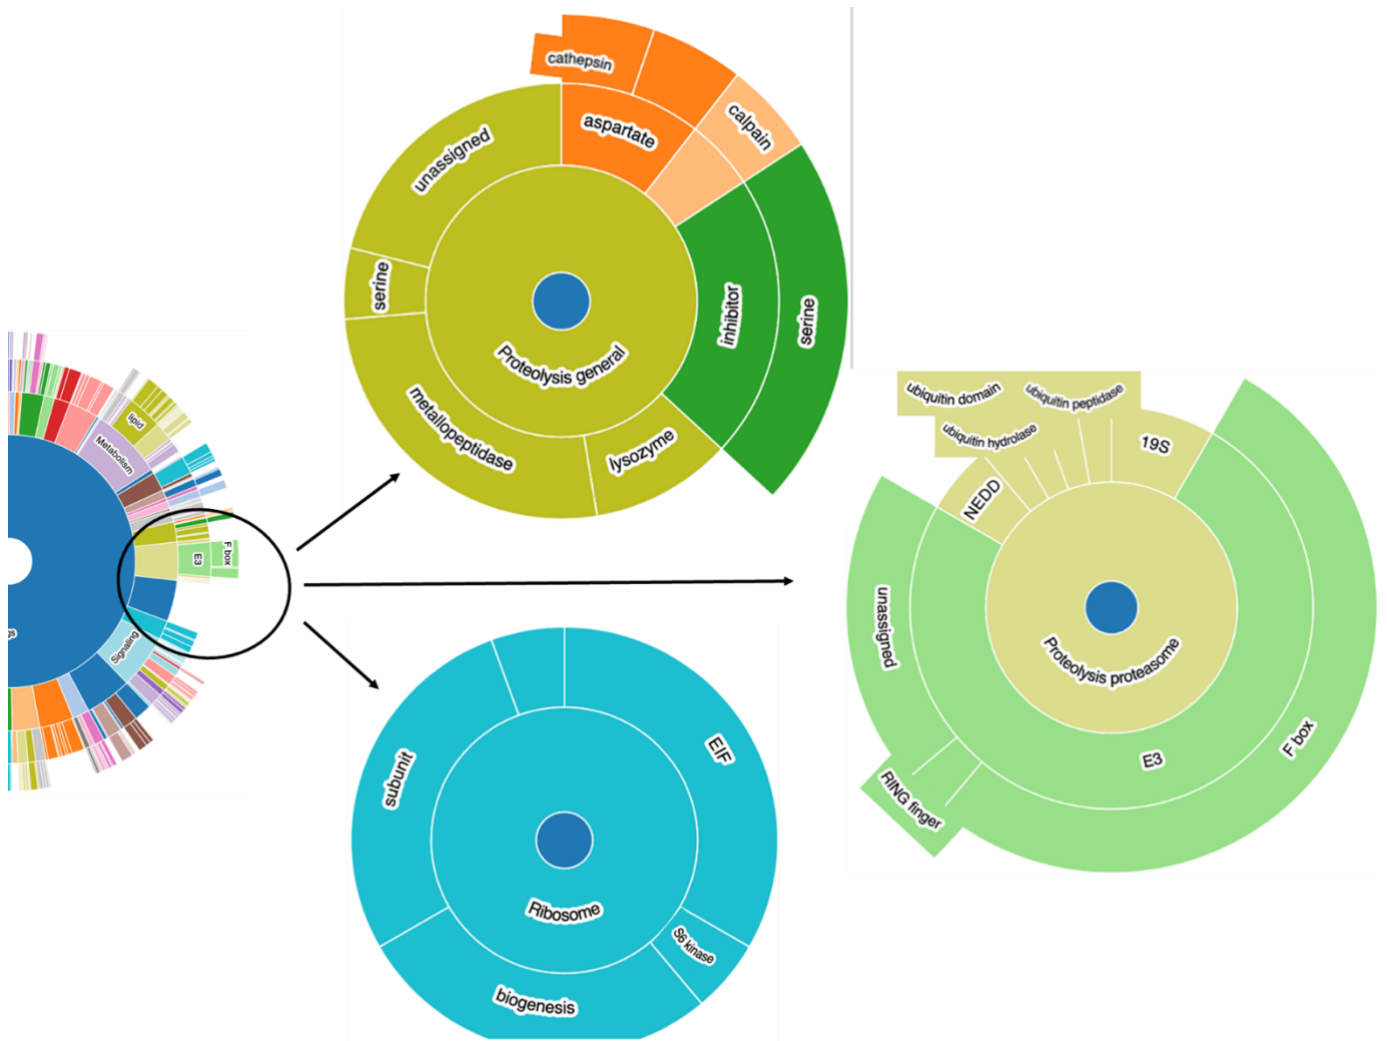 lipid
Metabolism
F box
E3
Signaling
cathepsin
aspartate
calpain
unassigned
serine
inhibitor
serine
Proteolysis general
metallopeptidase
lysozyme
ubiquitin domain
ubiquitin peptidase
ubiquitin hydrolase
19S
NEDD
unassigned
Proteolysis proteasome
E3
F box
RING finger
EIF
subunit
Ribosome
S6 kinase
biogenesis